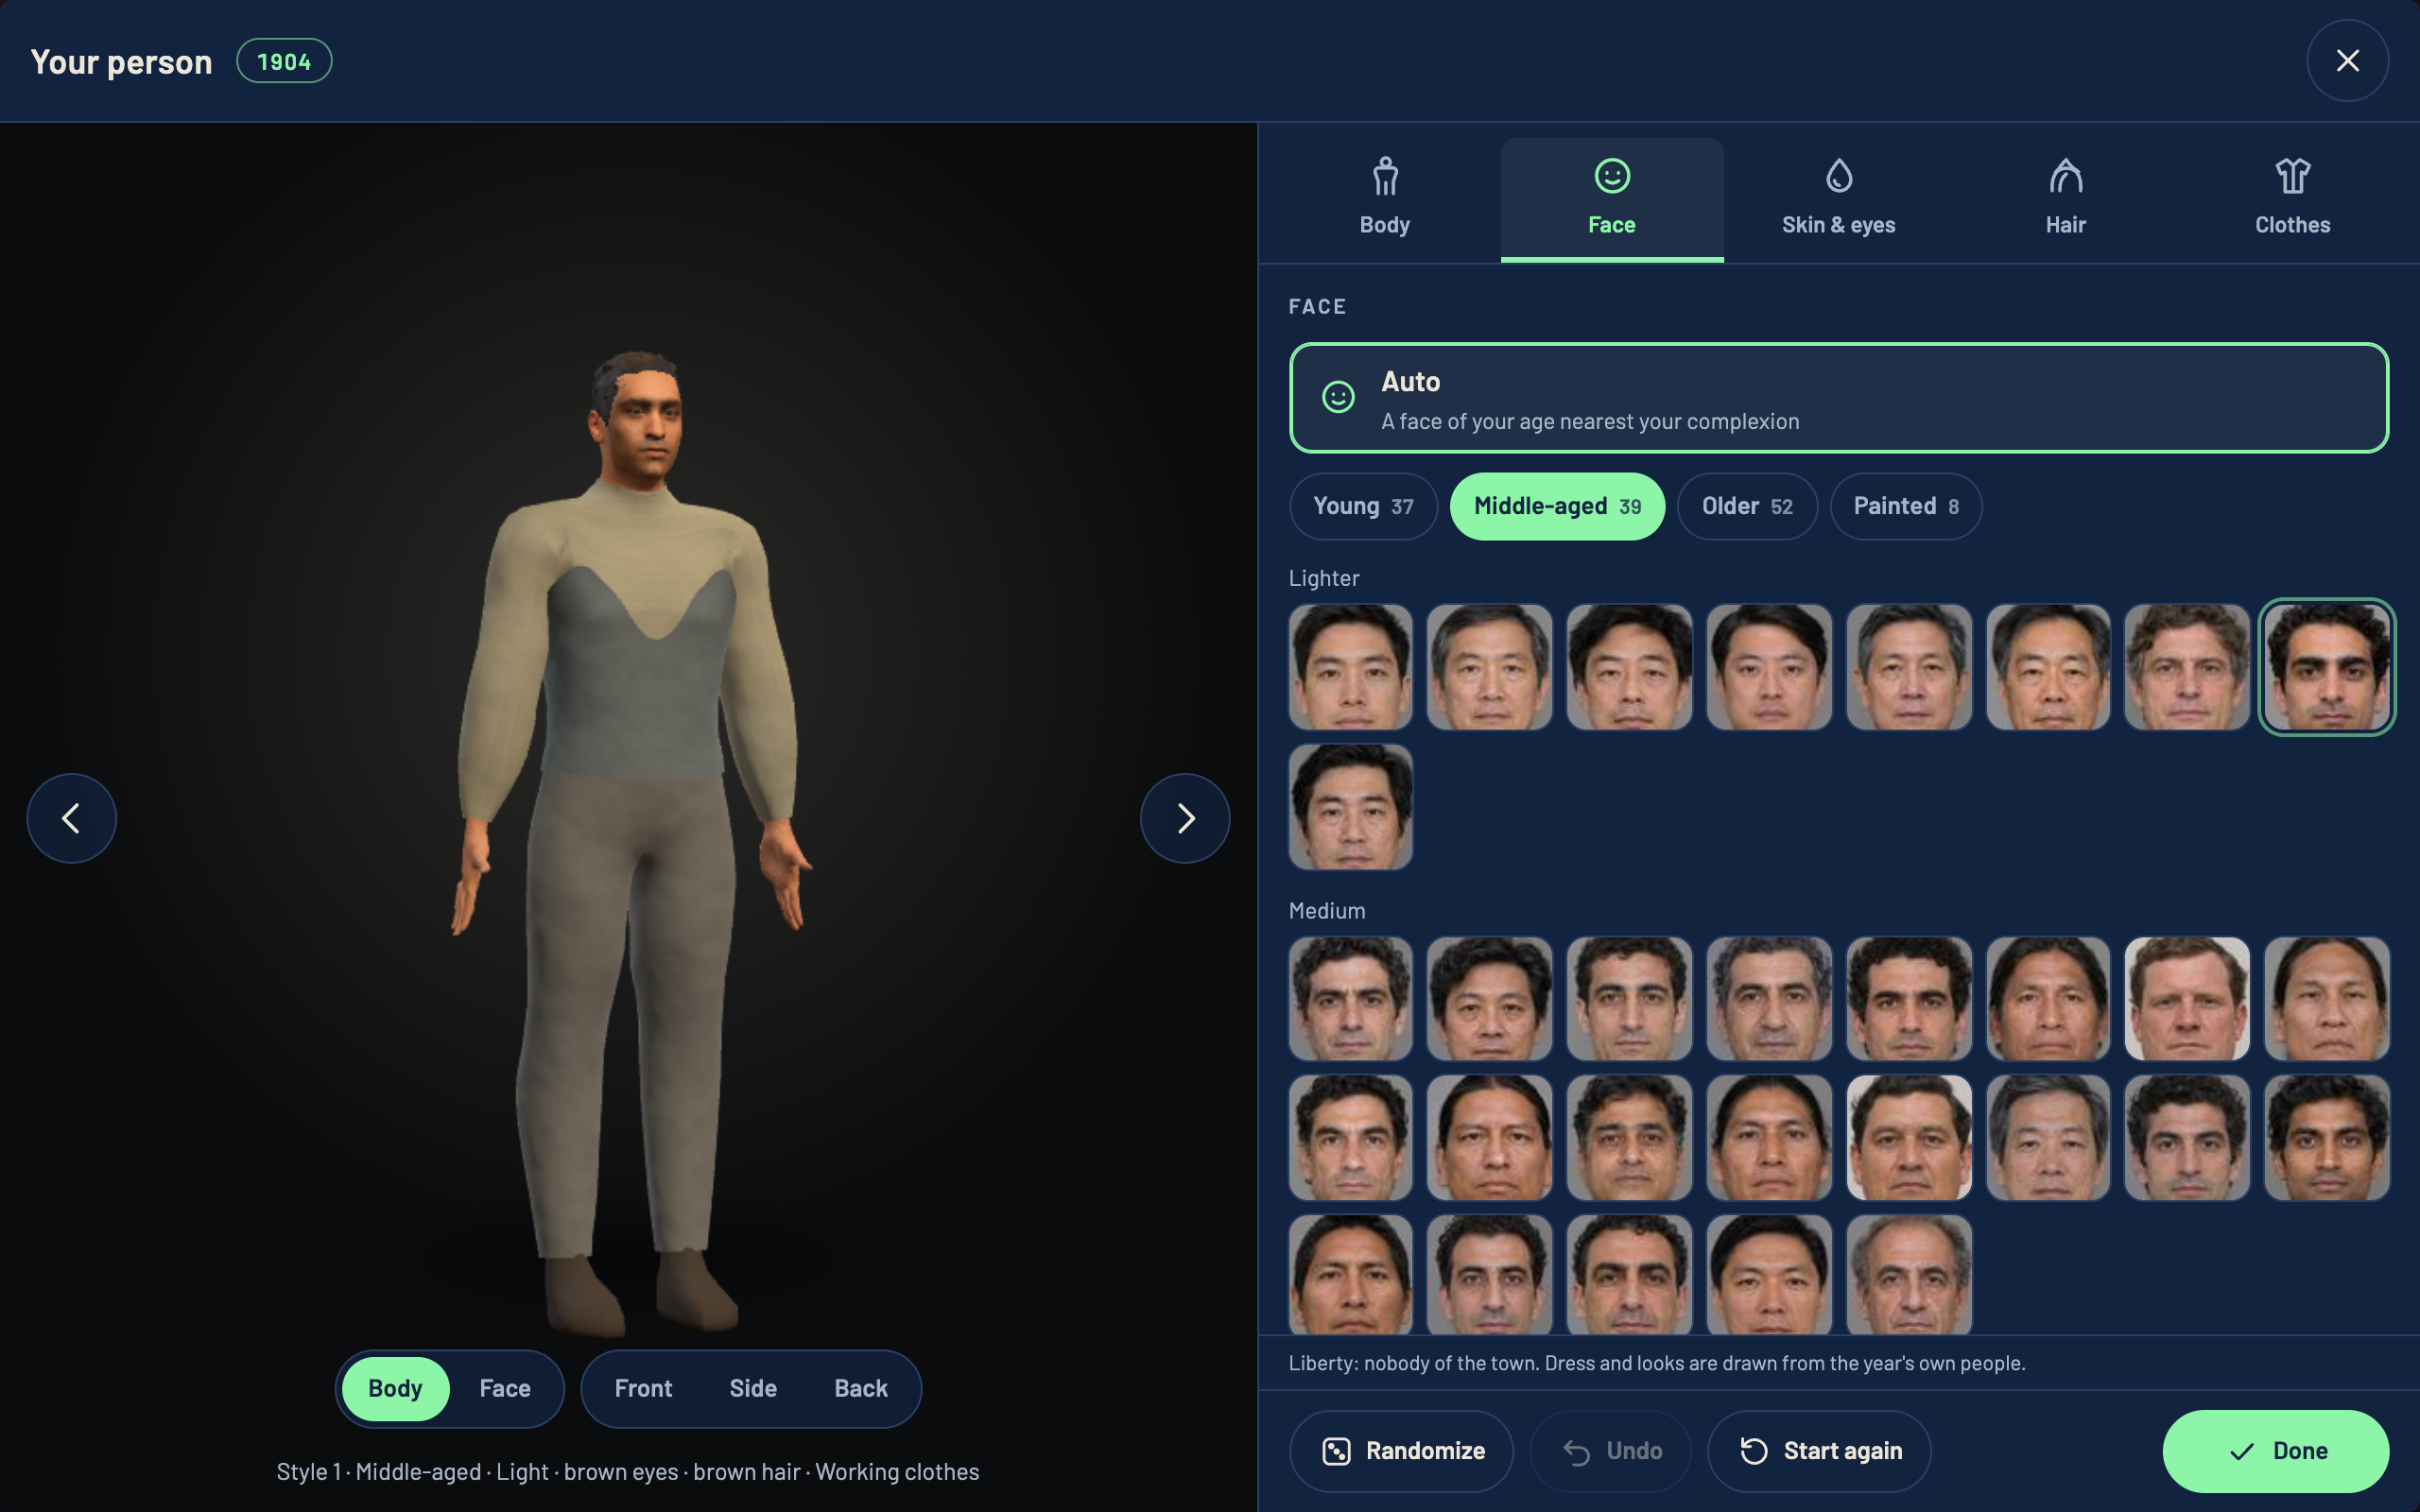 Your person 1904
Body Face Skin & eyes Hair Clothes
FACE
Auto
A face of your age nearest your complexion
Young 37 Middle-aged 39 Older 52 Painted 8
Lighter
Medium
Liberty: nobody of the town. Dress and looks are drawn from the year's own people.
Body Face Front Side Back
Style 1 · Middle-aged · Light · brown eyes · brown hair · Working clothes
Randomize Undo Start again Done